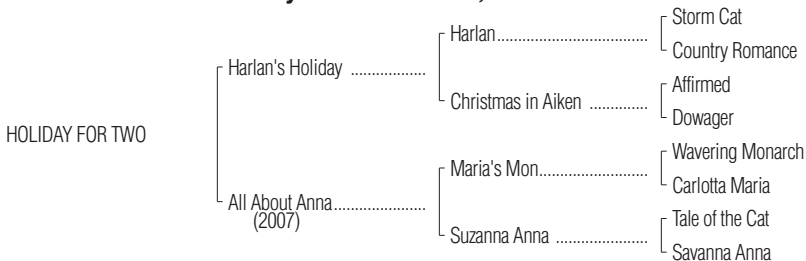 Harlan.................................... Storm Cat
Country Romance
Harlan's Holiday ..................
Christmas in Aiken .............. Affirmed
Dowager
HOLIDAY FOR TWO
Maria's Mon.......................... Wavering Monarch
Carlotta Maria
All About Anna......................
(2007)
Suzanna Anna ...................... Tale of the Cat
Savanna Anna